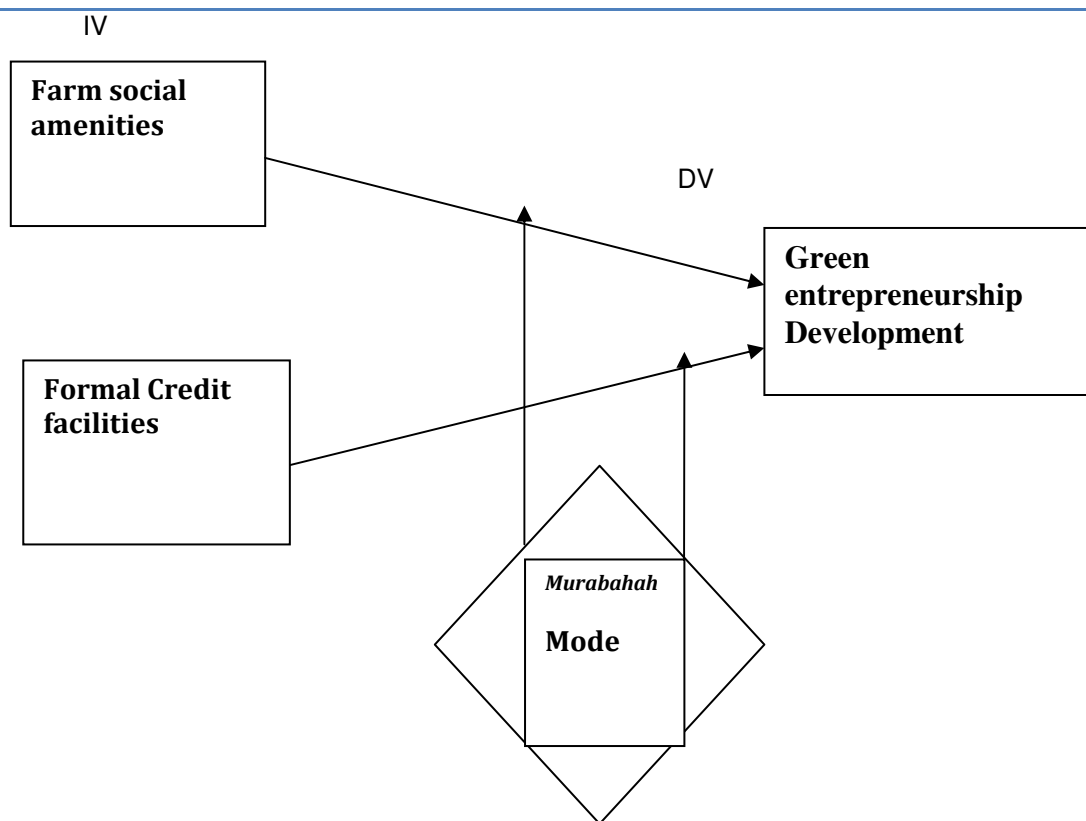 IV
Farm social
amenities
DV
Green
entrepreneurship
Development
Formal Credit
facilities
Murabahah
Mode